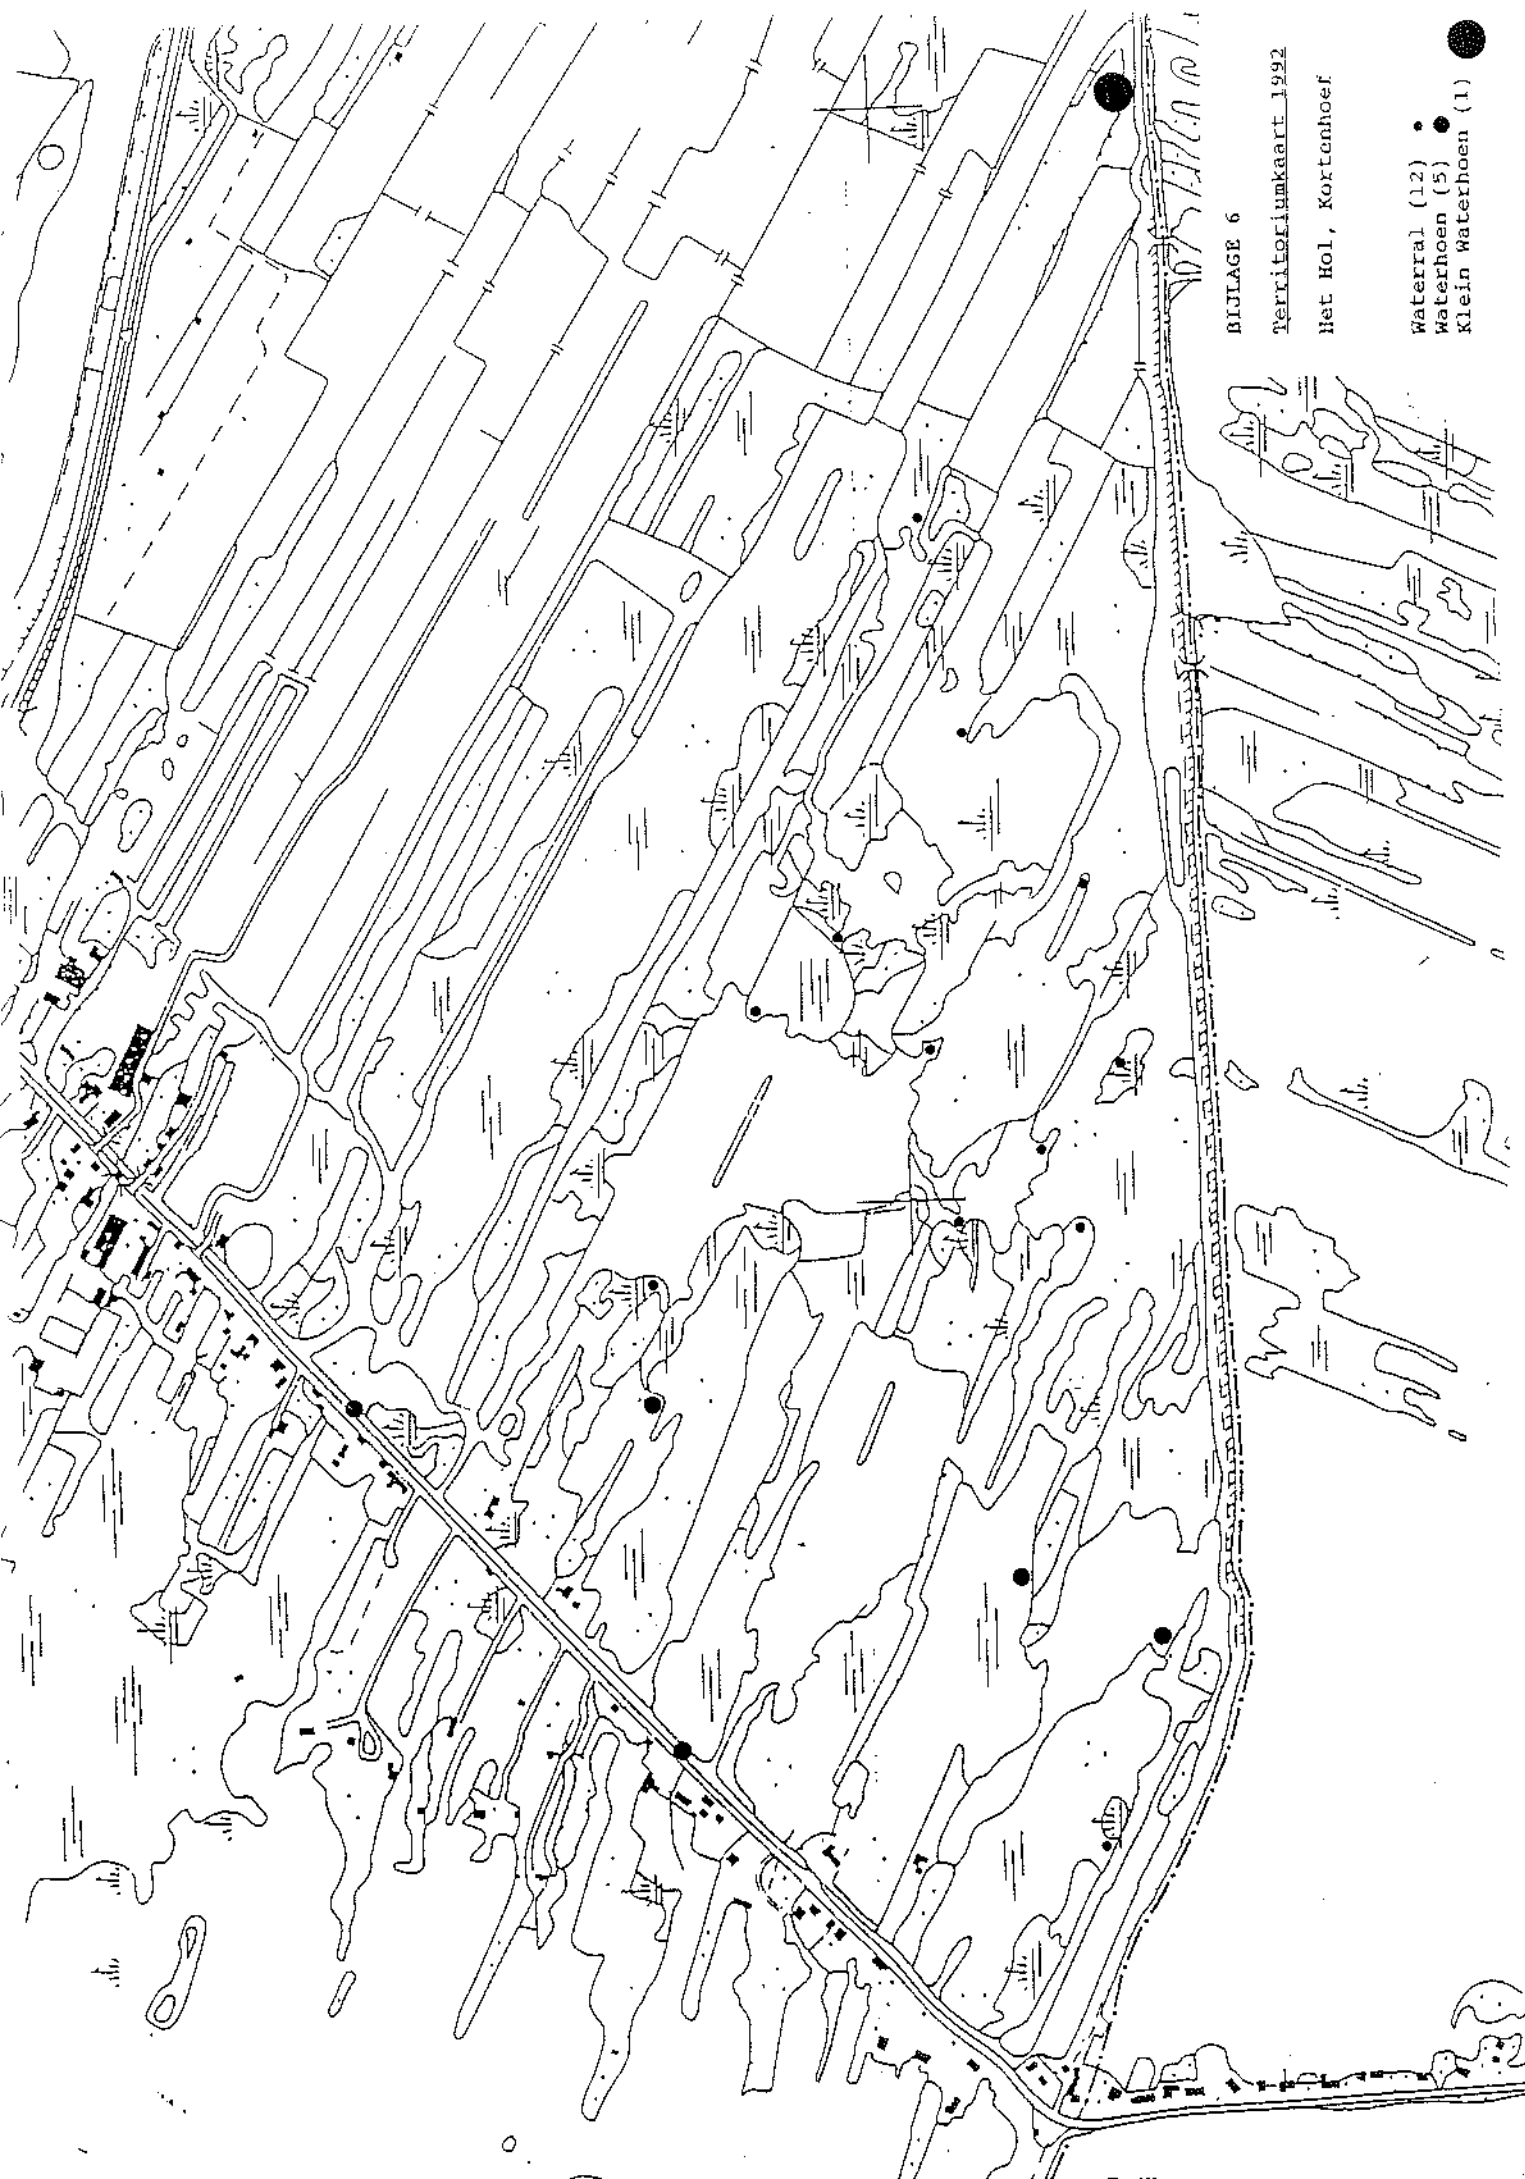 BIJLAGE 6
Territoriumkaart 1992
Het Hol, Kortenhoef
Waterral (12)
Waterhoen (5)
Klein Waterhoen (1)